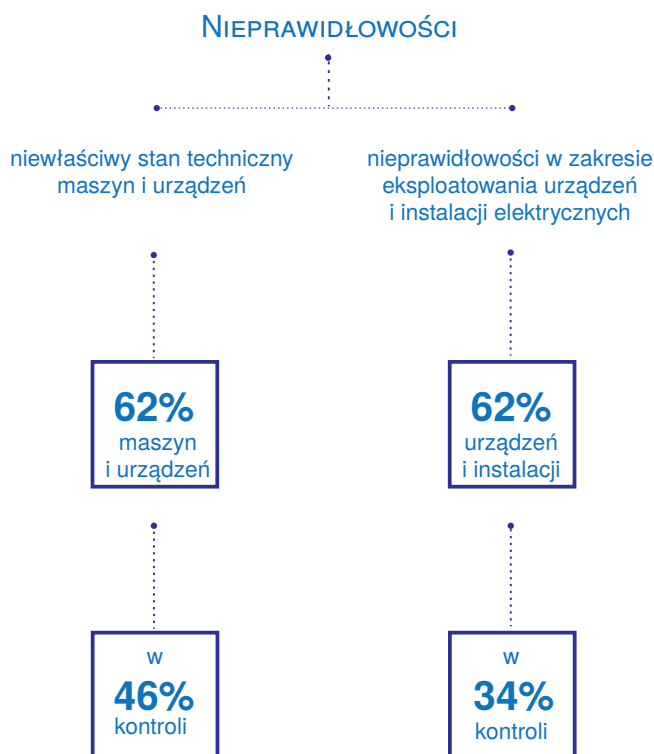 NIEPRAWIDŁOWOŚCI
niewłaściwy stan techniczny
maszyn i urządzeń
nieprawidłowości w zakresie
eksploatowania urządzeń
i instalacji elektrycznych
62%
maszyn
i urządzeń
62%
urządzeń
i instalacji
w
46%
kontroli
w
34%
kontroli